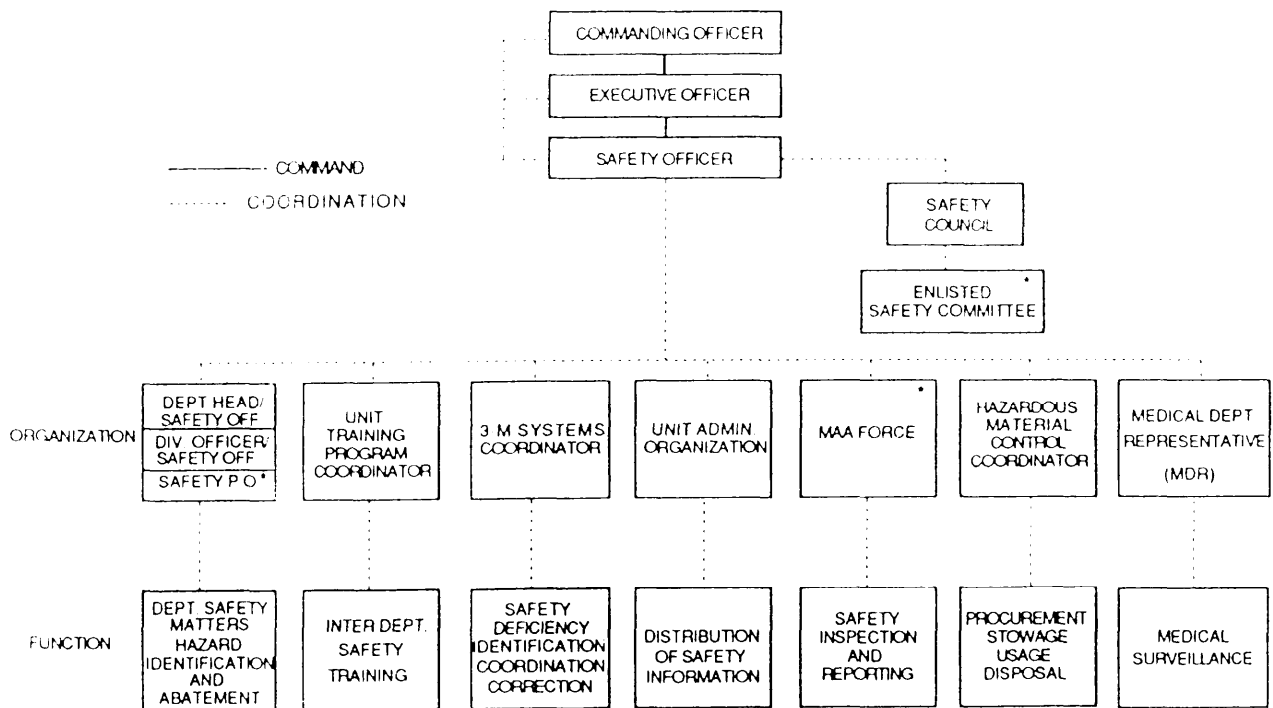 COMMANDING OFFICER
EXECUTIVE OFFICER
SAFETY OFFICER
COMMAND
COORDINATION
SAFETY
COUNCIL
*
ENLISTED
SAFETY COMMITTEE
ORGANIZATION
DEPT HEAD/
SAFETY OFF
DIV. OFFICER/
SAFETY OFF
SAFETY P O*
UNIT
TRAINING
PROGRAM
COORDINATOR
3 M SYSTEMS
COORDINATOR
UNIT ADMIN.
ORGANIZATION
*
MAA FORCE
HAZARDOUS
MATERIAL
CONTROL
COORDINATOR
MEDICAL DEPT
REPRESENTATIVE
(MDR)
FUNCTION
DEPT. SAFETY
MATTERS
HAZARD
IDENTIFICATION
AND
ABATEMENT
INTER DEPT.
SAFETY
TRAINING
SAFETY
DEFICIENCY
IDENTIFICATION
COORDINATION
CORRECTION
DISTRIBUTION
OF SAFETY
INFORMATION
SAFETY
INSPECTION
AND
REPORTING
PROCUREMENT
STOWAGE
USAGE
DISPOSAL
MEDICAL
SURVEILLANCE